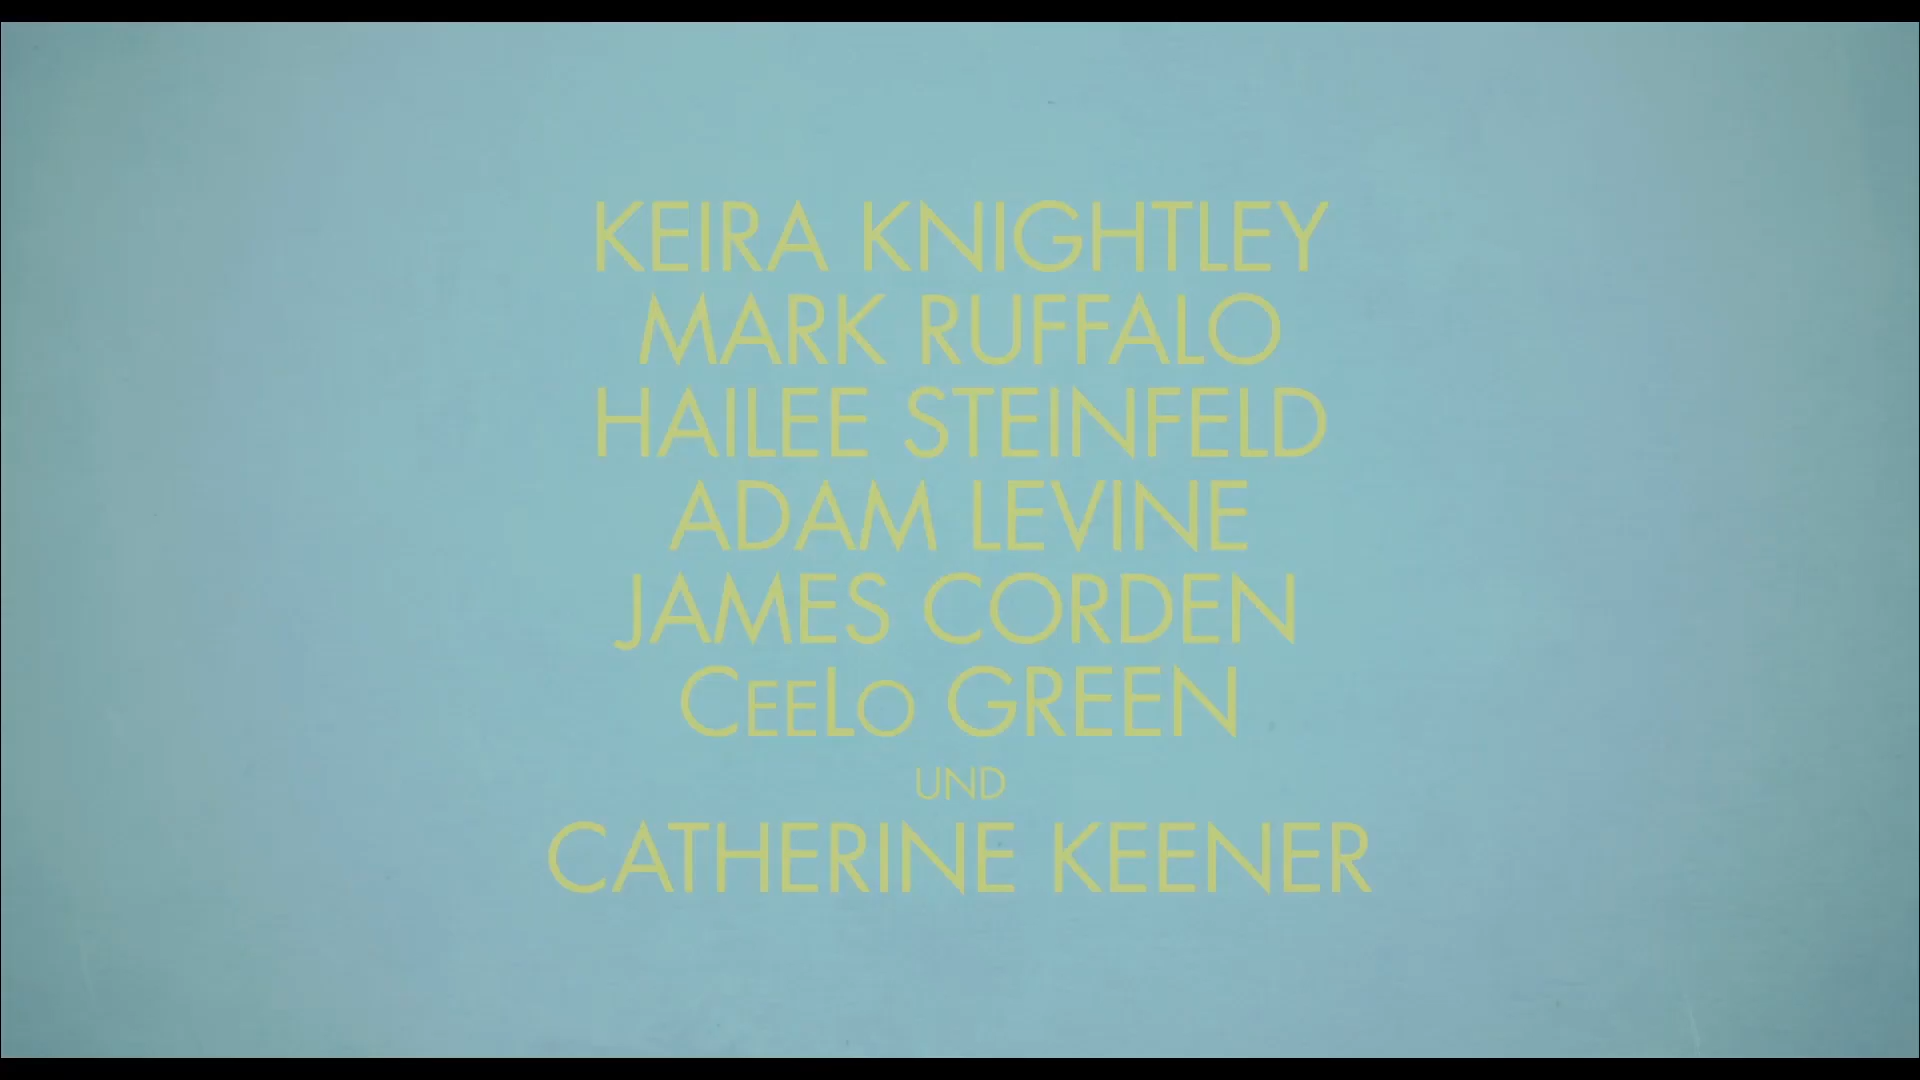 KEIRA KNIGHTLEY
MARK RUFFALO
HAILEE STEINFELD
ADAM LEVINE
JAMES CORDEN
CEELO GREEN
UND
CATHERINE KEENER